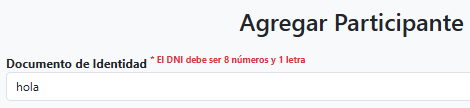 Agregar Participante
Documento de Identidad * El DNI debe ser 8 números y 1 letra
hola